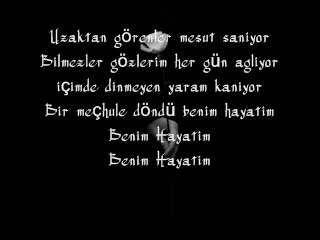 Uzaktan görenler mesut saniyor
Bilmezler gözlerim her gün agliyor
içimde dinmeyen yaram kaniyor
Bir meçhule döndü benim hayatim
Benim Hayatim
Benim Hayatim